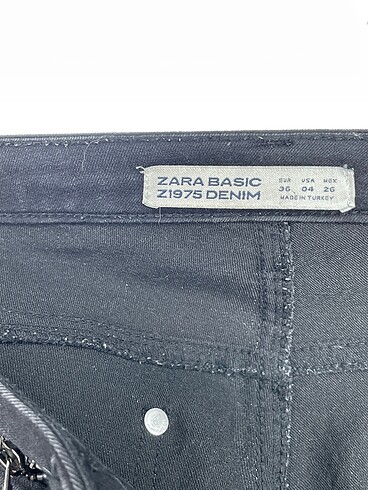 ZARA BASIC
Z1975 DENIM
EUR USA MEX
36 04 26
MADE IN TURKEY